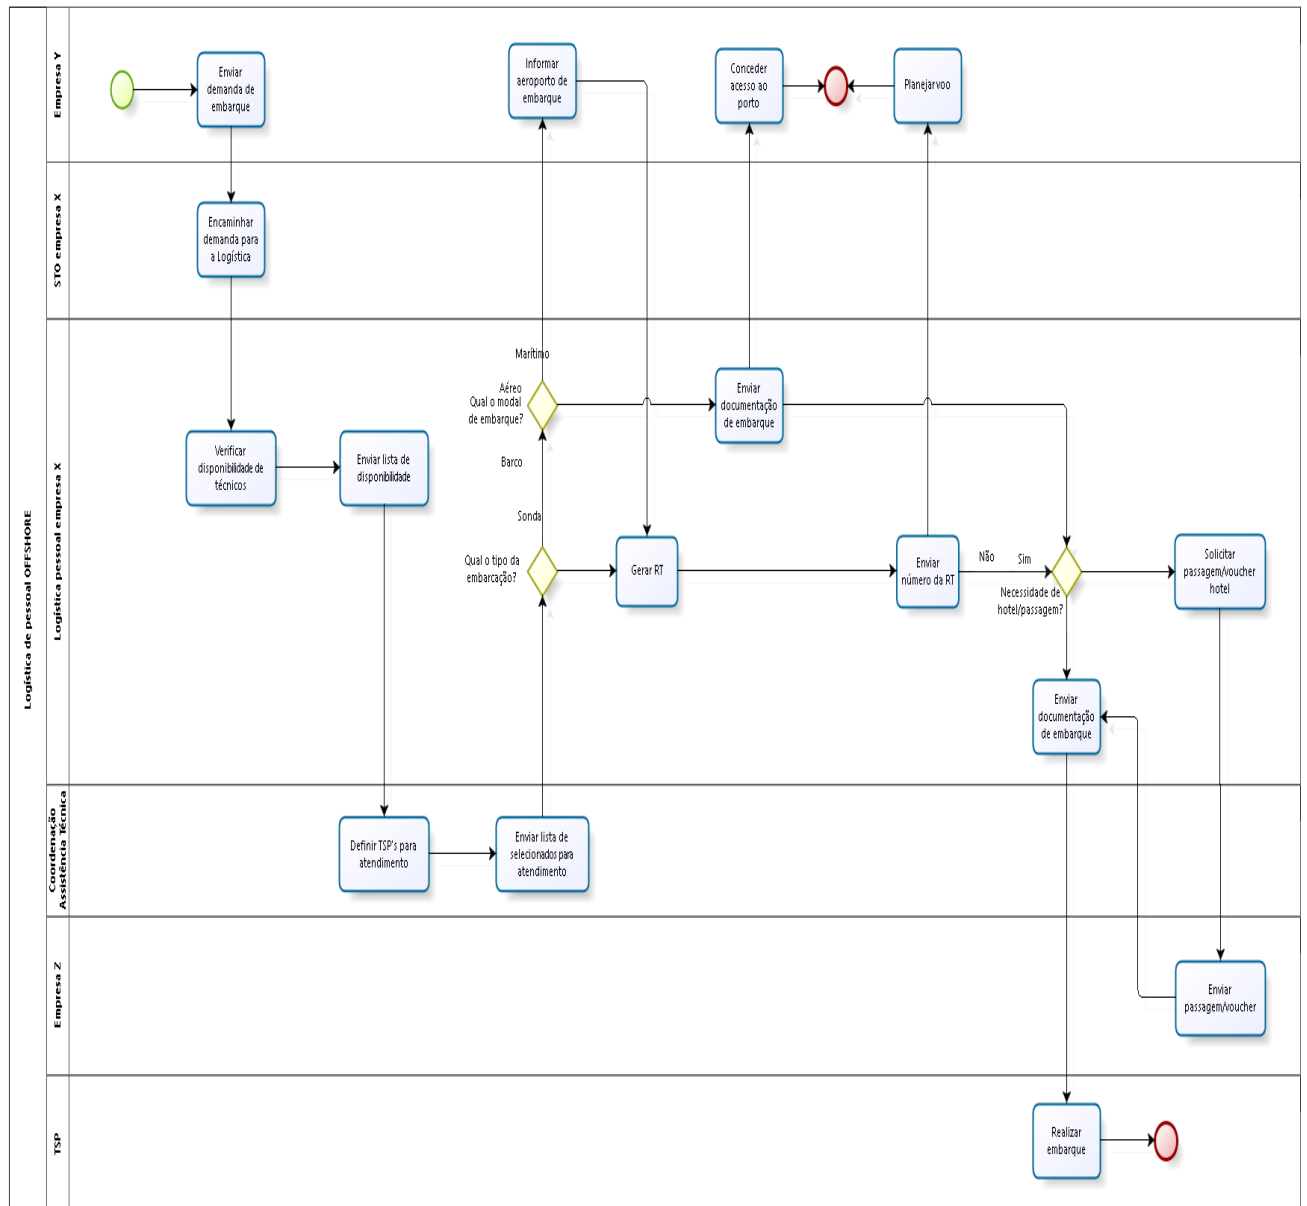 Logística de pessoal OFFSHORE
Empresa Y
Enviar
demanda de
embarque
Informar
aeroporto de
embarque
Conceder
acesso ao
porto
Planejar voo
STO empresa X
Encaminhar
demanda para
a Logística
Logística pessoal empresa X
Verificar
disponibilidade de
técnicos
Enviar lista de
disponibilidade
Marítimo
Aéreo
Qual o modal
de embarque?
Barco
Sonda
Qual o tipo da
embarcação?
Gerar RT
Enviar
documentação
de embarque
Enviar
número da RT
Não
Sim
Necessidade de
hotel/passagem?
Solicitar
passagem/voucher
hotel
Enviar
documentação
de embarque
Coordenação
Assistência Técnica
Definir TSP's para
atendimento
Enviar lista de
selecionados para
atendimento
Empresa Z
Enviar
passagem/voucher
TSP
Realizar
embarque